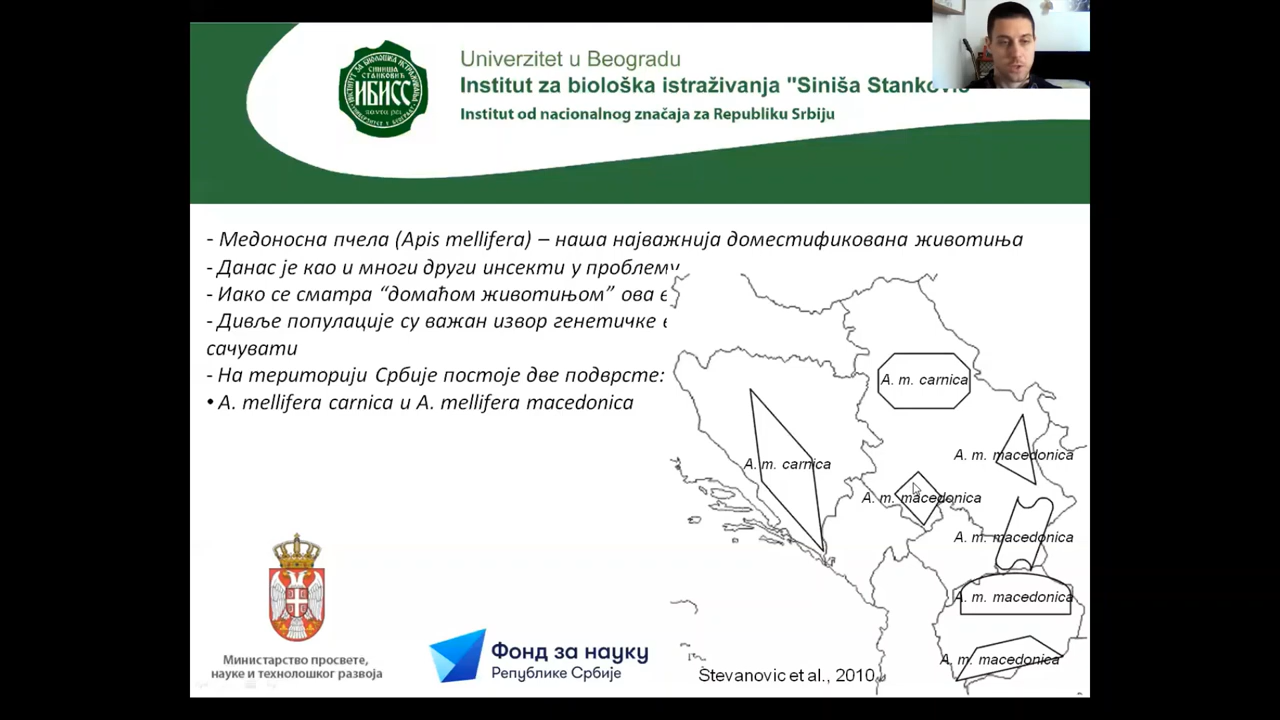 Univerzitet u Beogradu
Institut za biološka istraživanja "Siniša Stanković
Institut od nacionalnog značaja za Republiku Srbiju
СИНИША
СТАНКОВИЋ
ИБИСС
- Медоносна пчела (Apis mellifera) – наша најважнија доместификована животиња
- Данас је као и многи други инсекти у проблему
- Иако се сматра “домаћом животињом” ова
- Дивље популације су важан извор генетичке
сачувати
- На територији Србије постоје две подврсте:
• A. mellifera carnica и A. mellifera macedonica
A. m. carnica
A. m. macedonica
A. m. carnica
A. m. macedonica
A. m. macedonica
A. m. macedonica
A. m. macedonica
Stevanovic et al., 2010
Министарство просвете,
науке и технолошког развоја
Фонд за науку
Републике Србије